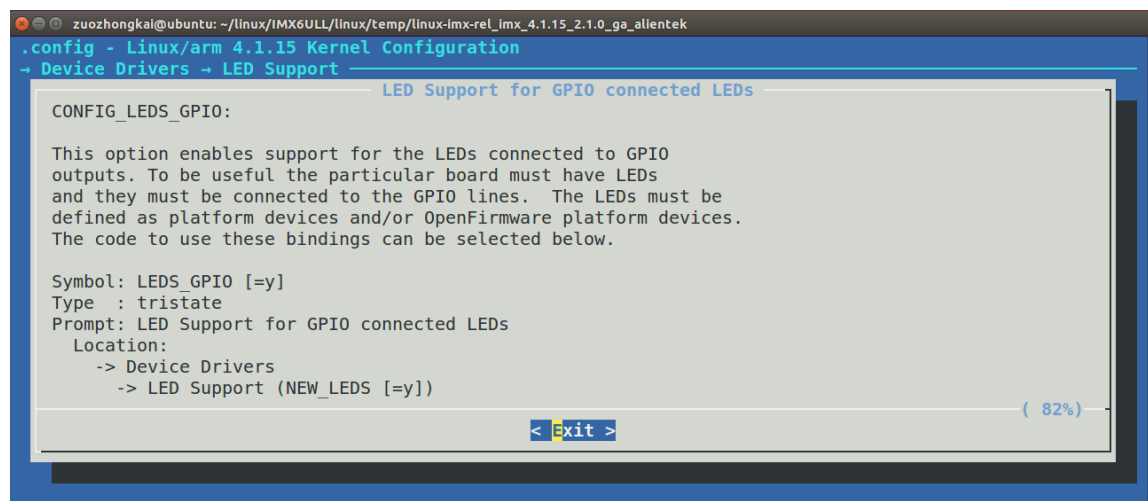 zuozhongkai@ubuntu: ~/linux/IMX6ULL/linux/temp/linux-imx-rel_imx_4.1.15_2.1.0_ga_alientek
.config - Linux/arm 4.1.15 Kernel Configuration
→ Device Drivers → LED Support
LED Support for GPIO connected LEDs
CONFIG_LEDS_GPIO:
This option enables support for the LEDs connected to GPIO
outputs. To be useful the particular board must have LEDs
and they must be connected to the GPIO lines.  The LEDs must be
defined as platform devices and/or OpenFirmware platform devices.
The code to use these bindings can be selected below.
Symbol: LEDS_GPIO [=y]
Type  : tristate
Prompt: LED Support for GPIO connected LEDs
  Location:
    -> Device Drivers
      -> LED Support (NEW_LEDS [=y])
( 82%)
< Exit >